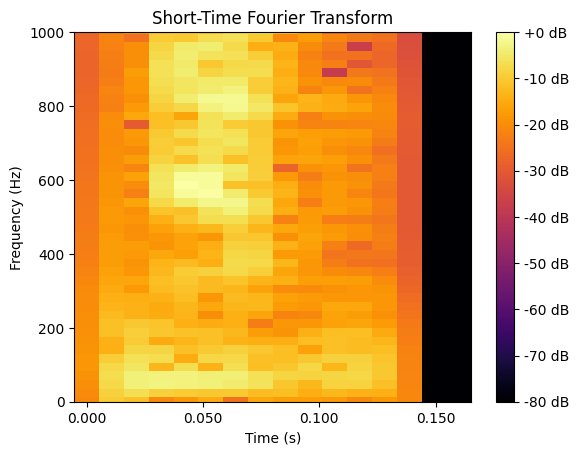 Short-Time Fourier Transform
Frequency (Hz)
1000
800
600
400
200
0
0.000
0.050
0.100
0.150
Time (s)
+0 dB
-10 dB
-20 dB
-30 dB
-40 dB
-50 dB
-60 dB
-70 dB
-80 dB